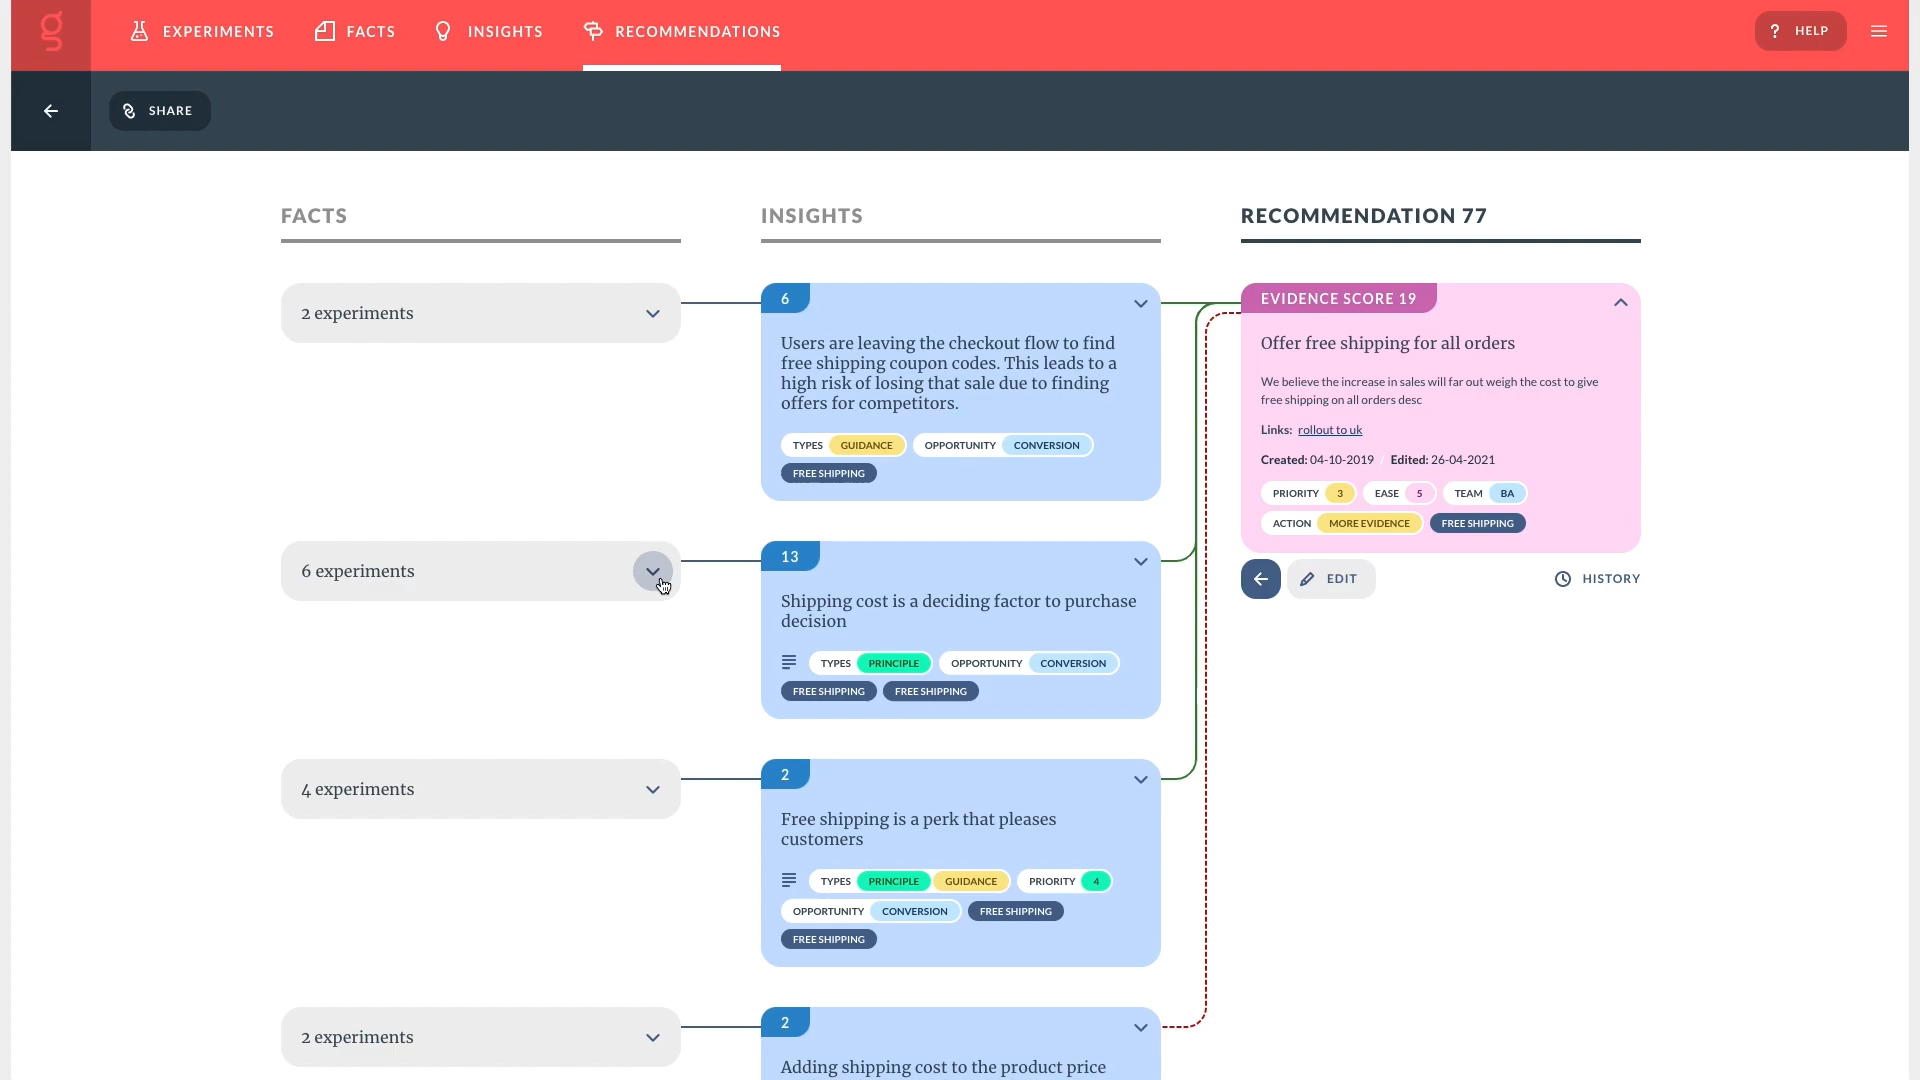 g
EXPERIMENTS
FACTS
INSIGHTS
RECOMMENDATIONS
? HELP
SHARE
FACTS
INSIGHTS
RECOMMENDATION 77
2 experiments
6
Users are leaving the checkout flow to find
free shipping coupon codes. This leads to a
high risk of losing that sale due to finding
offers for competitors.
TYPES GUIDANCE OPPORTUNITY CONVERSION
FREE SHIPPING
EVIDENCE SCORE 19
Offer free shipping for all orders
We believe the increase in sales will far out weigh the cost to give
free shipping on all orders desc
Links: rollout to uk
Created: 04-10-2019 / Edited: 26-04-2021
PRIORITY 3 EASE 5 TEAM BA
ACTION MORE EVIDENCE FREE SHIPPING
EDIT
HISTORY
6 experiments
13
Shipping cost is a deciding factor to purchase
decision
TYPES PRINCIPLE OPPORTUNITY CONVERSION
FREE SHIPPING FREE SHIPPING
4 experiments
2
Free shipping is a perk that pleases
customers
TYPES PRINCIPLE GUIDANCE PRIORITY 4
OPPORTUNITY CONVERSION FREE SHIPPING
FREE SHIPPING
2 experiments
2
Adding shipping cost to the product price